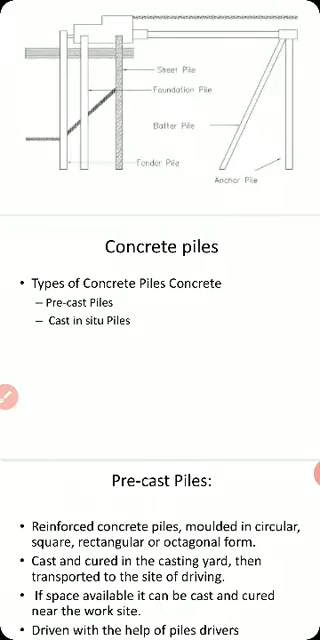 Sheet Pile
Foundation Pile
Batter Pile
Fender Pile
Anchor Pile
Concrete piles
• Types of Concrete Piles Concrete
– Pre-cast Piles
– Cast in situ Piles
Pre-cast Piles:
• Reinforced concrete piles, moulded in circular,
square, rectangular or octagonal form.
• Cast and cured in the casting yard, then
transported to the site of driving.
• If space available it can be cast and cured
near the work site.
• Driven with the help of piles drivers